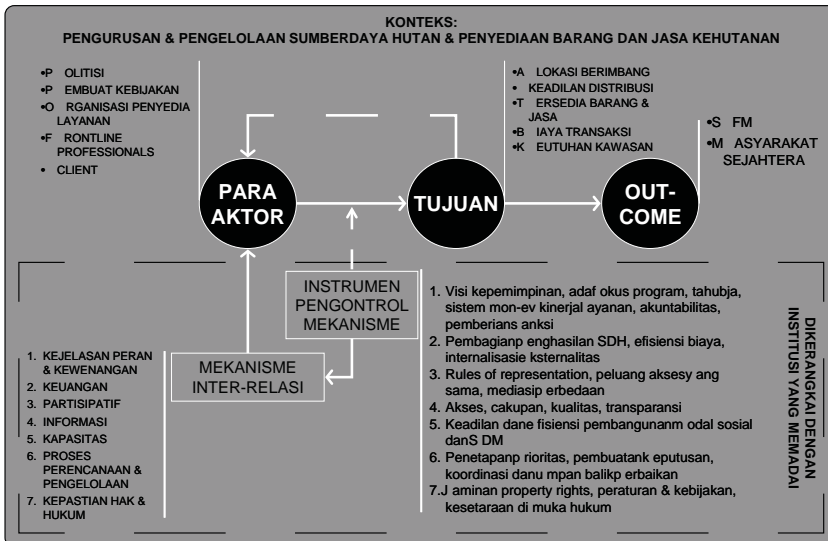 KONTEKS:
PENGURUSAN & PENGELOLAAN SUMBERDAYA HUTAN & PENYEDIAAN BARANG DAN JASA KEHUTANAN
•P OLITISI
•P EMBUAT KEBIJAKAN
•O RGANISASI PENYEDIA
LAYANAN
•F RONTLINE
PROFESSIONALS
• CLIENT
•A LOKASI BERIMBANG
• KEADILAN DISTRIBUSI
•T ERSEDIA BARANG &
JASA
•B IAYA TRANSAKSI
•K EUTUHAN KAWASAN
•S FM
•M ASYARAKAT
SEJAHTERA
PARA
AKTOR
TUJUAN
OUT-
COME
INSTRUMEN
PENGONTROL
MEKANISME
MEKANISME
INTER-RELASI
1. KEJELASAN PERAN
& KEWENANGAN
2. KEUANGAN
3. PARTISIPATIF
4. INFORMASI
5. KAPASITAS
6. PROSES
PERENCANAAN &
PENGELOLAAN
7. KEPASTIAN HAK &
HUKUM
1. Visi kepemimpinan, adaf okus program, tahubja,
sistem mon-ev kinerjal ayanan, akuntabilitas,
pemberians anksi
2. Pembagianp enghasilan SDH, efisiensi biaya,
internalisasie ksternalitas
3. Rules of representation, peluang aksesy ang
sama, mediasip erbedaan
4. Akses, cakupan, kualitas, transparansi
5. Keadilan dane fisiensi pembangunanm odal sosial
danS DM
6. Penetapanp rioritas, pembuatank eputusan,
koordinasi danu mpan balikp erbaikan
7.J aminan property rights, peraturan & kebijakan,
kesetaraan di muka hukum
DIKERANGKAI DENGAN
INSTITUSI YANG MEMADAI